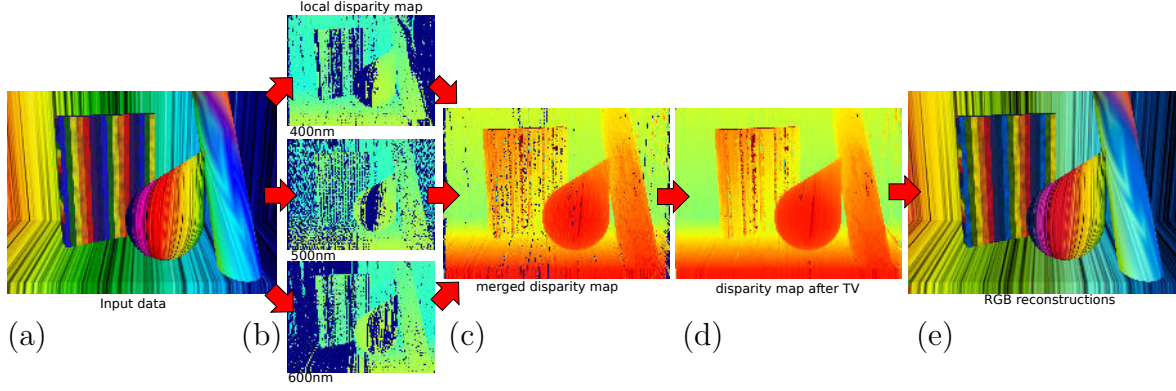 local disparity map
400nm
500nm
600nm
Input data
merged disparity map
disparity map after TV
RGB reconstructions
(a)
(b)
(c)
(d)
(e)